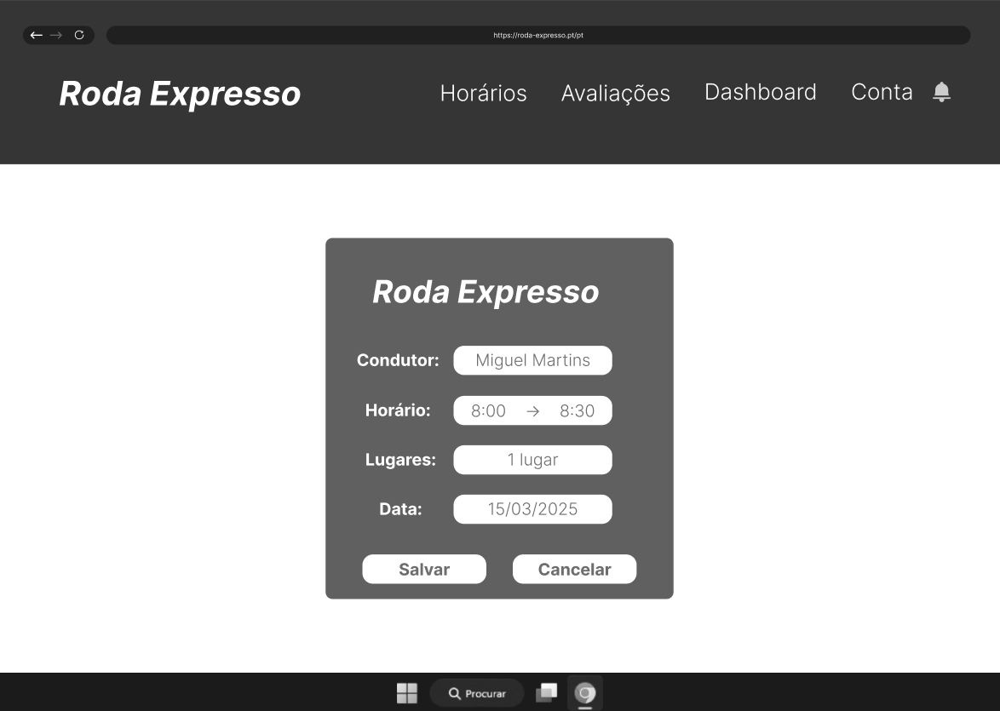 https://roda-expresso.pt/pt
Roda Expresso Horários Avaliações Dashboard Conta
Roda Expresso
Condutor: Miguel Martins
Horário: 8:00 → 8:30
Lugares: 1 lugar
Data: 15/03/2025
Salvar Cancelar
Procurar